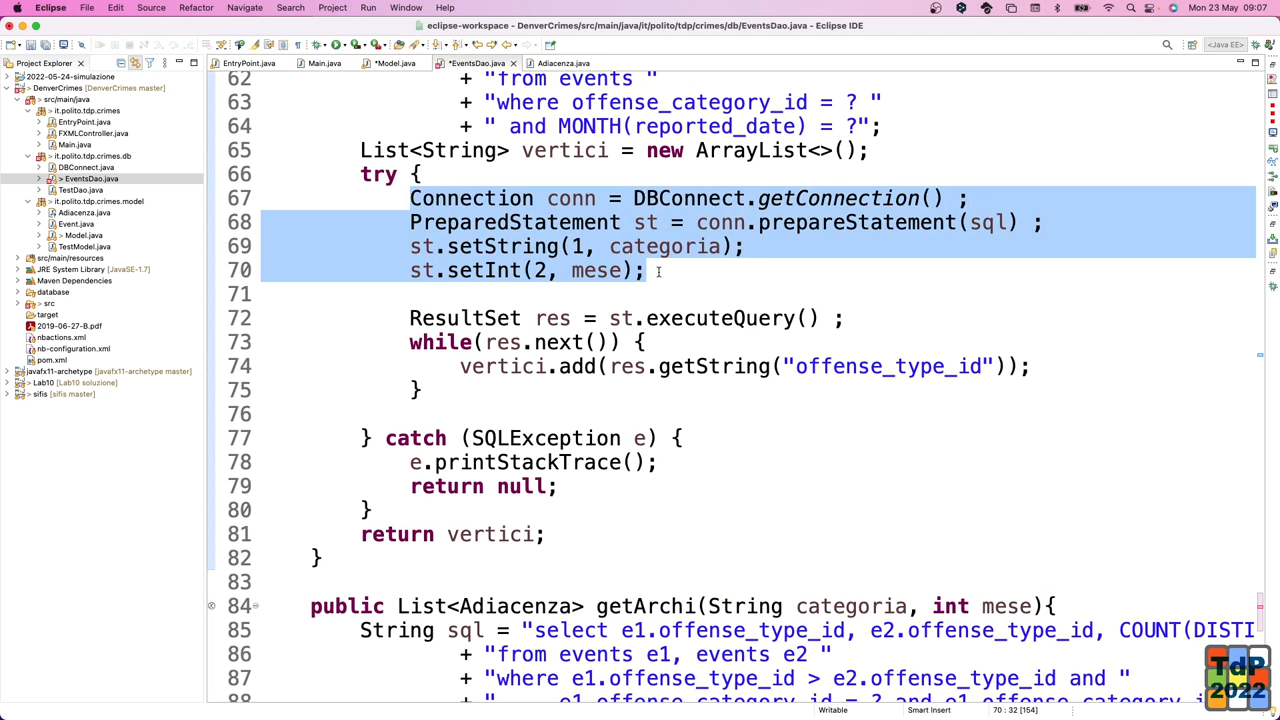 Eclipse File Edit Source Refactor Navigate Search Project Run Window Help Mon 23 May 09:07
eclipse-workspace - DenverCrimes/src/main/java/it/polito/tdp/crimes/db/EventsDao.java - Eclipse IDE
<Java EE>
Project Explorer
EntryPoint.java Main.java *Model.java *EventsDao.java Adiacenza.java
2022-05-24-simulazione
DenverCrimes [DenverCrimes master]
src/main/java
it.polito.tdp.crimes
EntryPoint.java
FXMLController.java
Main.java
it.polito.tdp.crimes.db
DBConnect.java
> EventsDao.java
TestDao.java
it.polito.tdp.crimes.model
Adiacenza.java
Event.java
> Model.java
TestModel.java
src/main/resources
JRE System Library [JavaSE-1.7]
Maven Dependencies
database
> src
target
2019-06-27-B.pdf
nbactions.xml
nb-configuration.xml
pom.xml
javafx11-archetype [javafx11-archetype master]
> Lab10 [Lab10 soluzione]
> sifis [sifis master]
62 + "from events "
63 + "where offense_category_id = ? "
64 + " and MONTH(reported_date) = ?";
65 List<String> vertici = new ArrayList<>();
66 try {
67 Connection conn = DBConnect.getConnection() ;
68 PreparedStatement st = conn.prepareStatement(sql) ;
69 st.setString(1, categoria);
70 st.setInt(2, mese);
71
72 ResultSet res = st.executeQuery() ;
73 while(res.next()) {
74 vertici.add(res.getString("offense_type_id"));
75 }
76
77 } catch (SQLException e) {
78 e.printStackTrace();
79 return null;
80 }
81 return vertici;
82 }
83
84 public List<Adiacenza> getArchi(String categoria, int mese){
85 String sql = "select e1.offense_type_id, e2.offense_type_id, COUNT(DISTI
86 + "from events e1, events e2 "
87 + "where e1.offense_type_id > e2.offense_type_id and "
88
Writable Smart Insert 70 : 32 [154]
TdP
2022